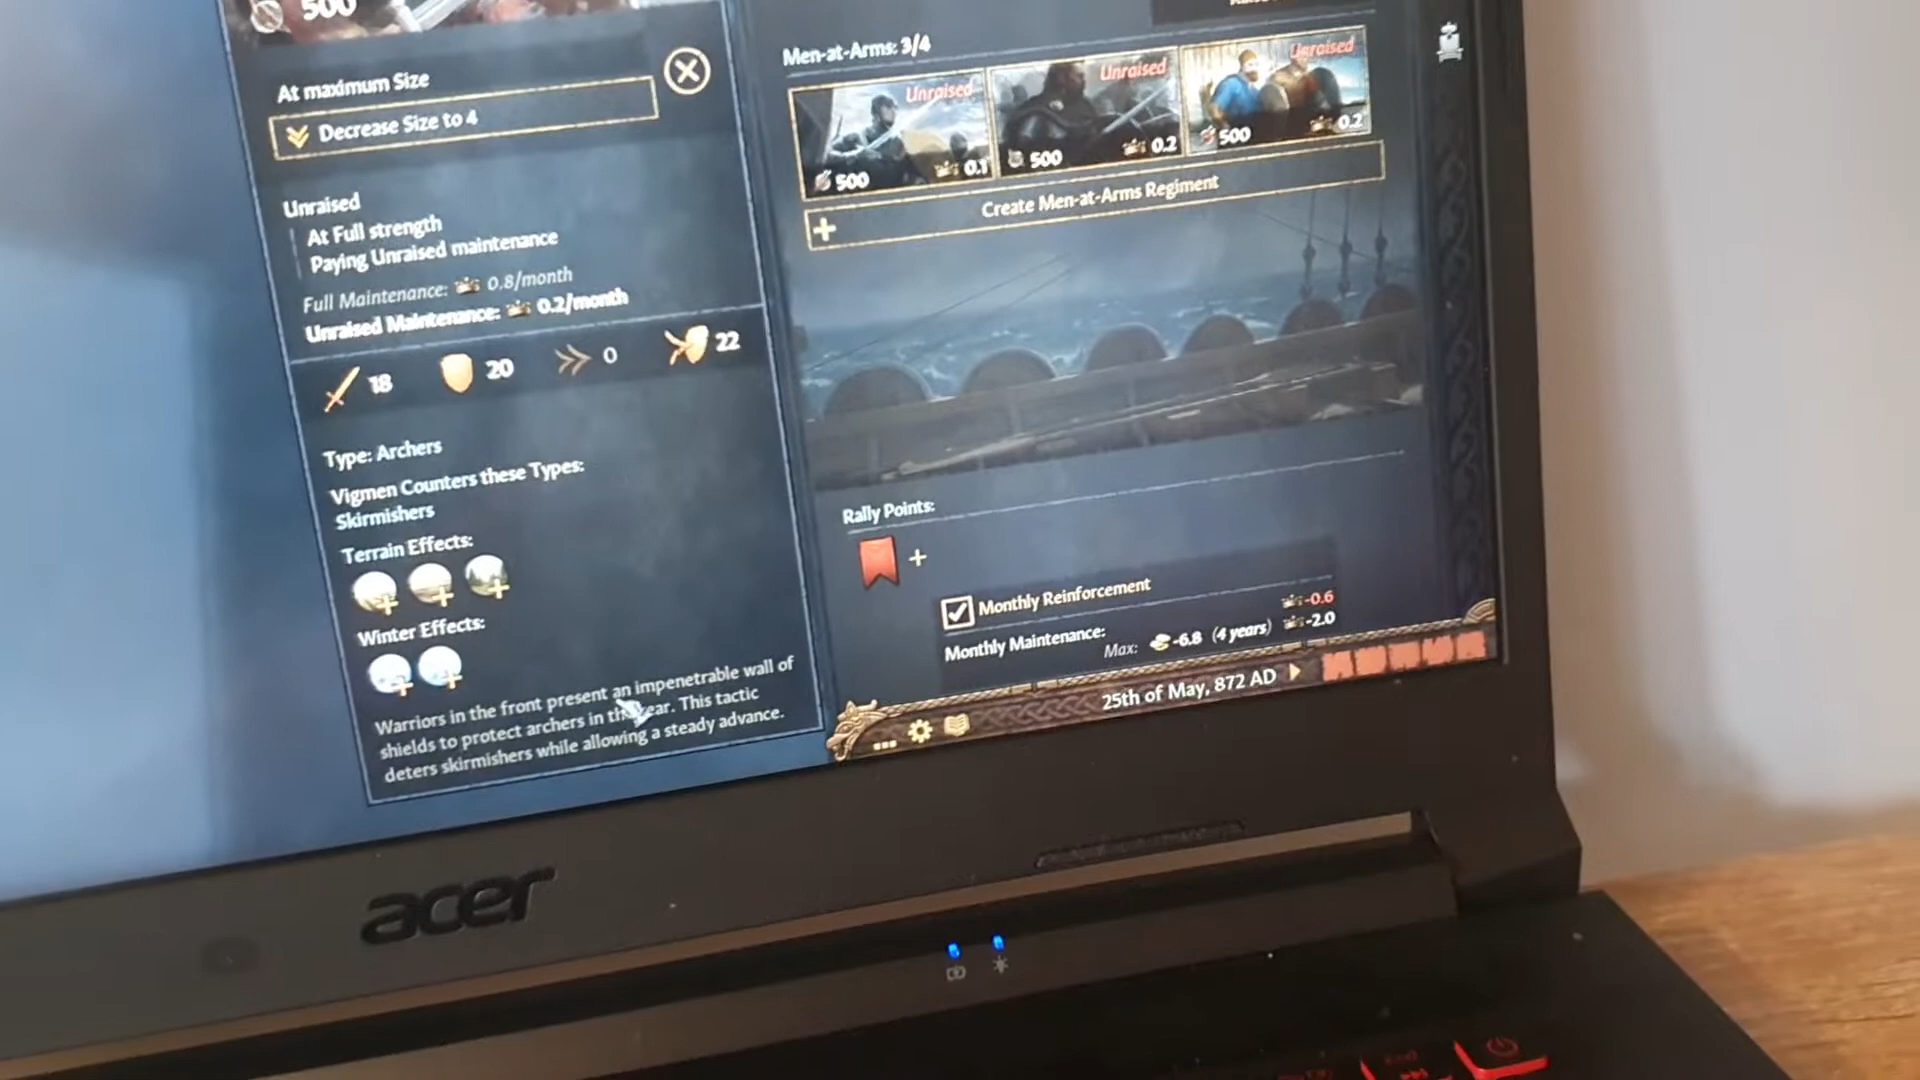 500
At maximum Size
Decrease Size to 4
Unraised
At Full strength
Paying Unraised maintenance
Full Maintenance: 0.8/month
Unraised Maintenance: 0.2/month
18 20 0 22
Type: Archers
Vigmen Counters these Types:
Skirmishers
Terrain Effects:
Winter Effects:
Warriors in the front present an impenetrable wall of
shields to protect archers in the rear. This tactic
deters skirmishers while allowing a steady advance.
Men-at-Arms: 3/4
Unraised
500 0.1
Unraised
500 0.2
Unraised
500 0.2
+ Create Men-at-Arms Regiment
Rally Points:
+
Monthly Reinforcement -0.6
Monthly Maintenance: -2.0
Max: -6.8 (4 years)
25th of May, 872 AD
acer